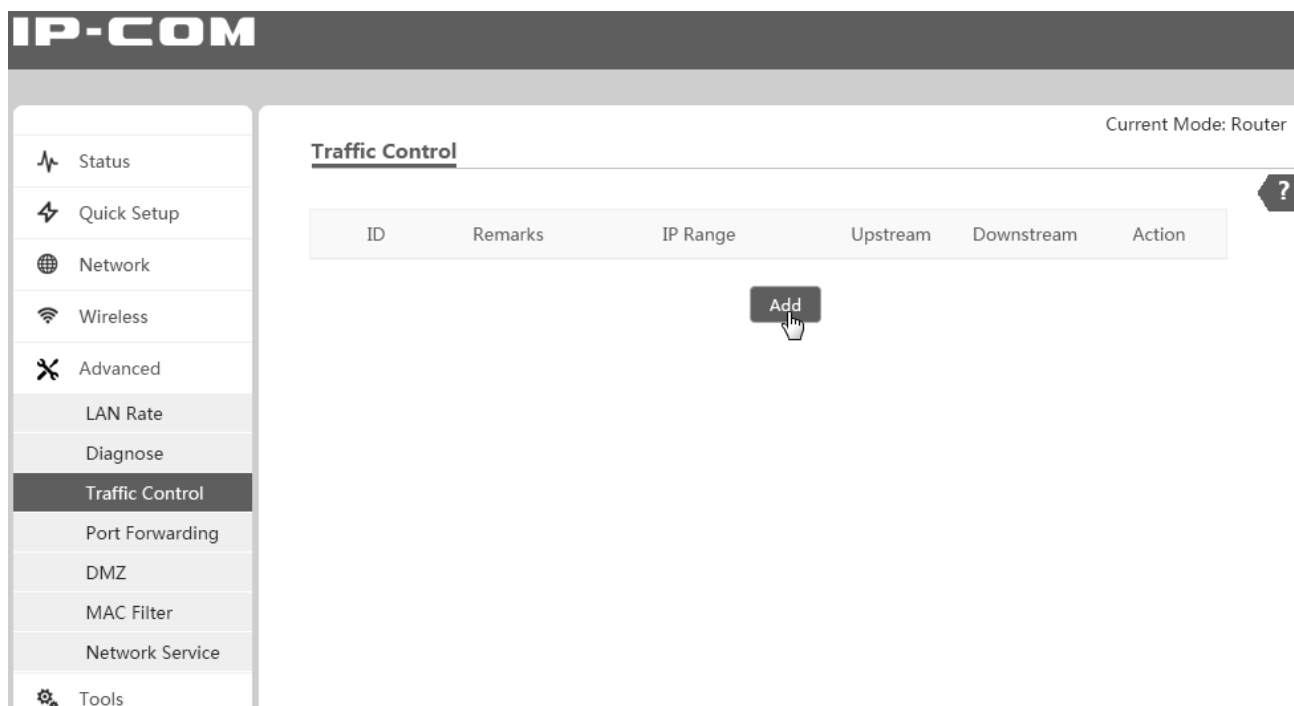 IP-COM
Current Mode: Router
Traffic Control
?
Status
Quick Setup
Network
Wireless
Advanced
LAN Rate
Diagnose
Traffic Control
Port Forwarding
DMZ
MAC Filter
Network Service
Tools
ID Remarks IP Range Upstream Downstream Action
Add